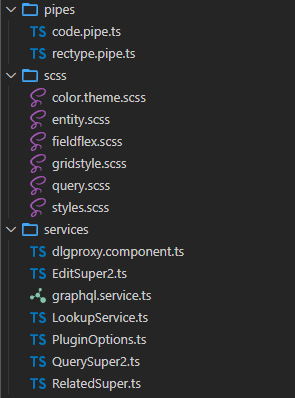 pipes
TS code.pipe.ts
TS rectype.pipe.ts
scss
color.theme.scss
entity.scss
fieldflex.scss
gridstyle.scss
query.scss
styles.scss
services
TS dlgproxy.component.ts
TS EditSuper2.ts
graphql.service.ts
TS LookupService.ts
TS PluginOptions.ts
TS QuerySuper2.ts
TS RelatedSuper.ts